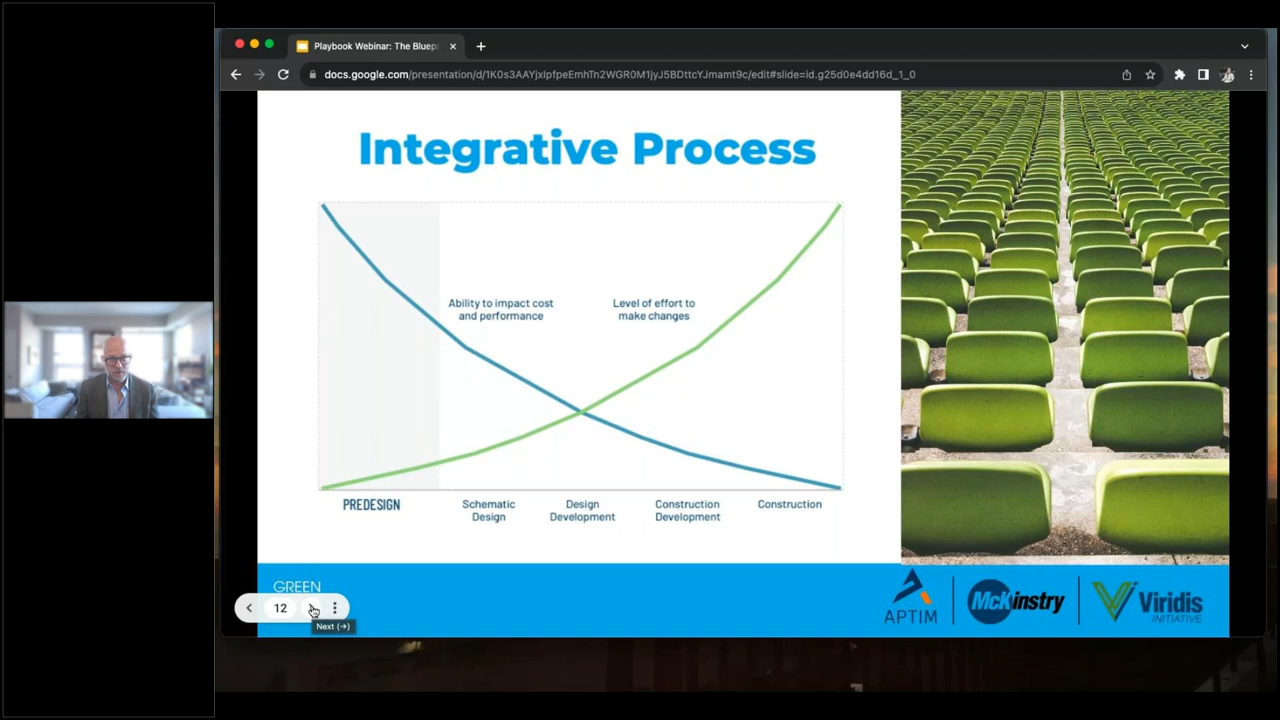 Playbook Webinar: The Bluepr
docs.google.com/presentation/d/1K0s3AAYjxIpfpeEmhTn2WGR0M1jyJ5BDttcYJmamt9c/edit#slide=id.g25d0e4dd16d_1_0
Integrative Process
Ability to impact cost
and performance
Level of effort to
make changes
PREDESIGN
Schematic
Design
Design
Development
Construction
Development
Construction
GREEN
12
Next (→)
APTIM
McKinstry
Viridis
INITIATIVE